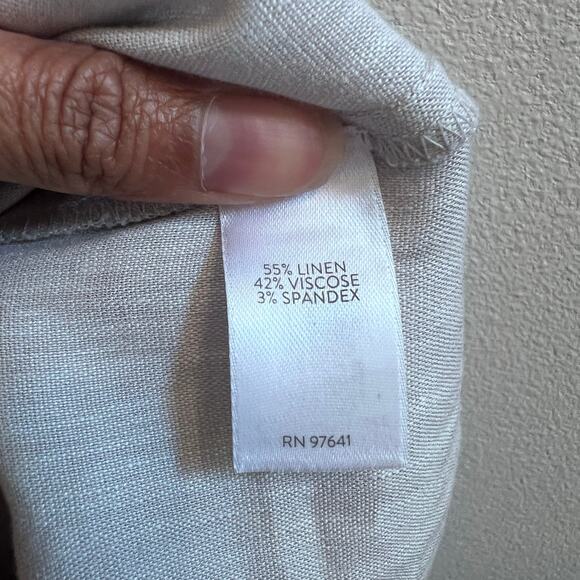 55% LINEN
42% VISCOSE
3% SPANDEX
RN 97641